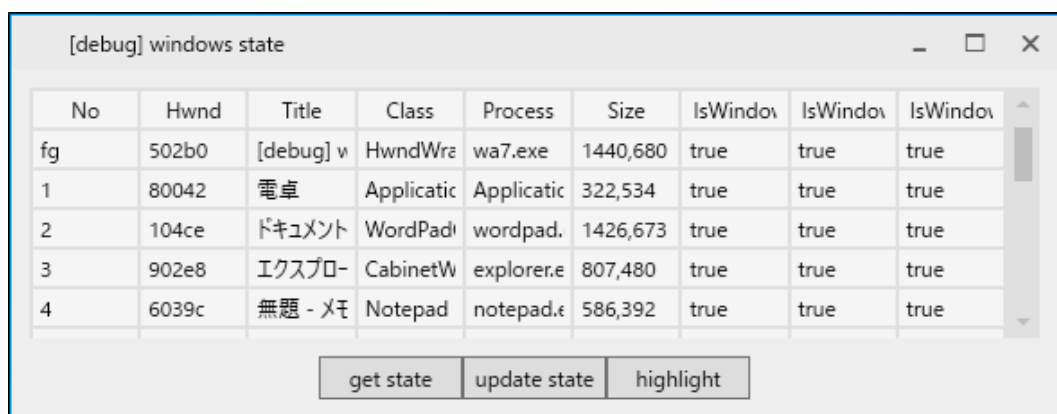 [debug] windows state
No Hwnd Title Class Process Size IsWindov IsWindov IsWindov
fg 502b0 [debug] w HwndWra wa7.exe 1440,680 true true true
1 80042 電卓 Applicatic Applicatic 322,534 true true true
2 104ce ドキュメント WordPad wordpad. 1426,673 true true true
3 902e8 エクスプロー CabinetW explorer.e 807,480 true true true
4 6039c 無題 - メモ Notepad notepad.e 586,392 true true true
get state update state highlight